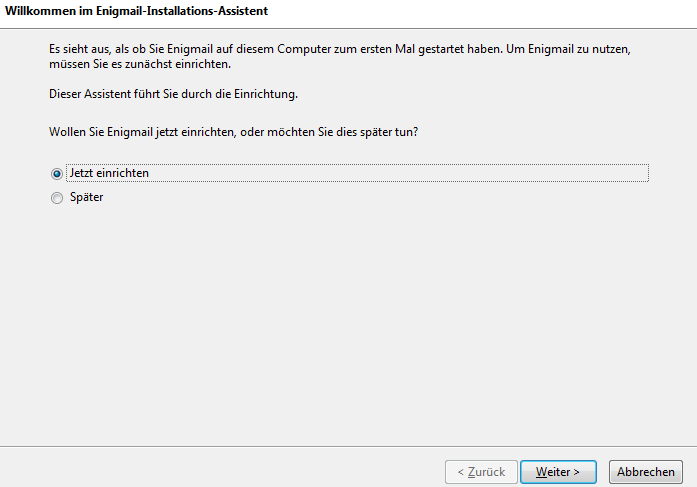 Willkommen im Enigmail-Installations-Assistent
Es sieht aus, als ob Sie Enigmail auf diesem Computer zum ersten Mal gestartet haben. Um Enigmail zu nutzen,
müssen Sie es zunächst einrichten.
Dieser Assistent führt Sie durch die Einrichtung.
Wollen Sie Enigmail jetzt einrichten, oder möchten Sie dies später tun?
Jetzt einrichten
Später
< Zurück Weiter > Abbrechen